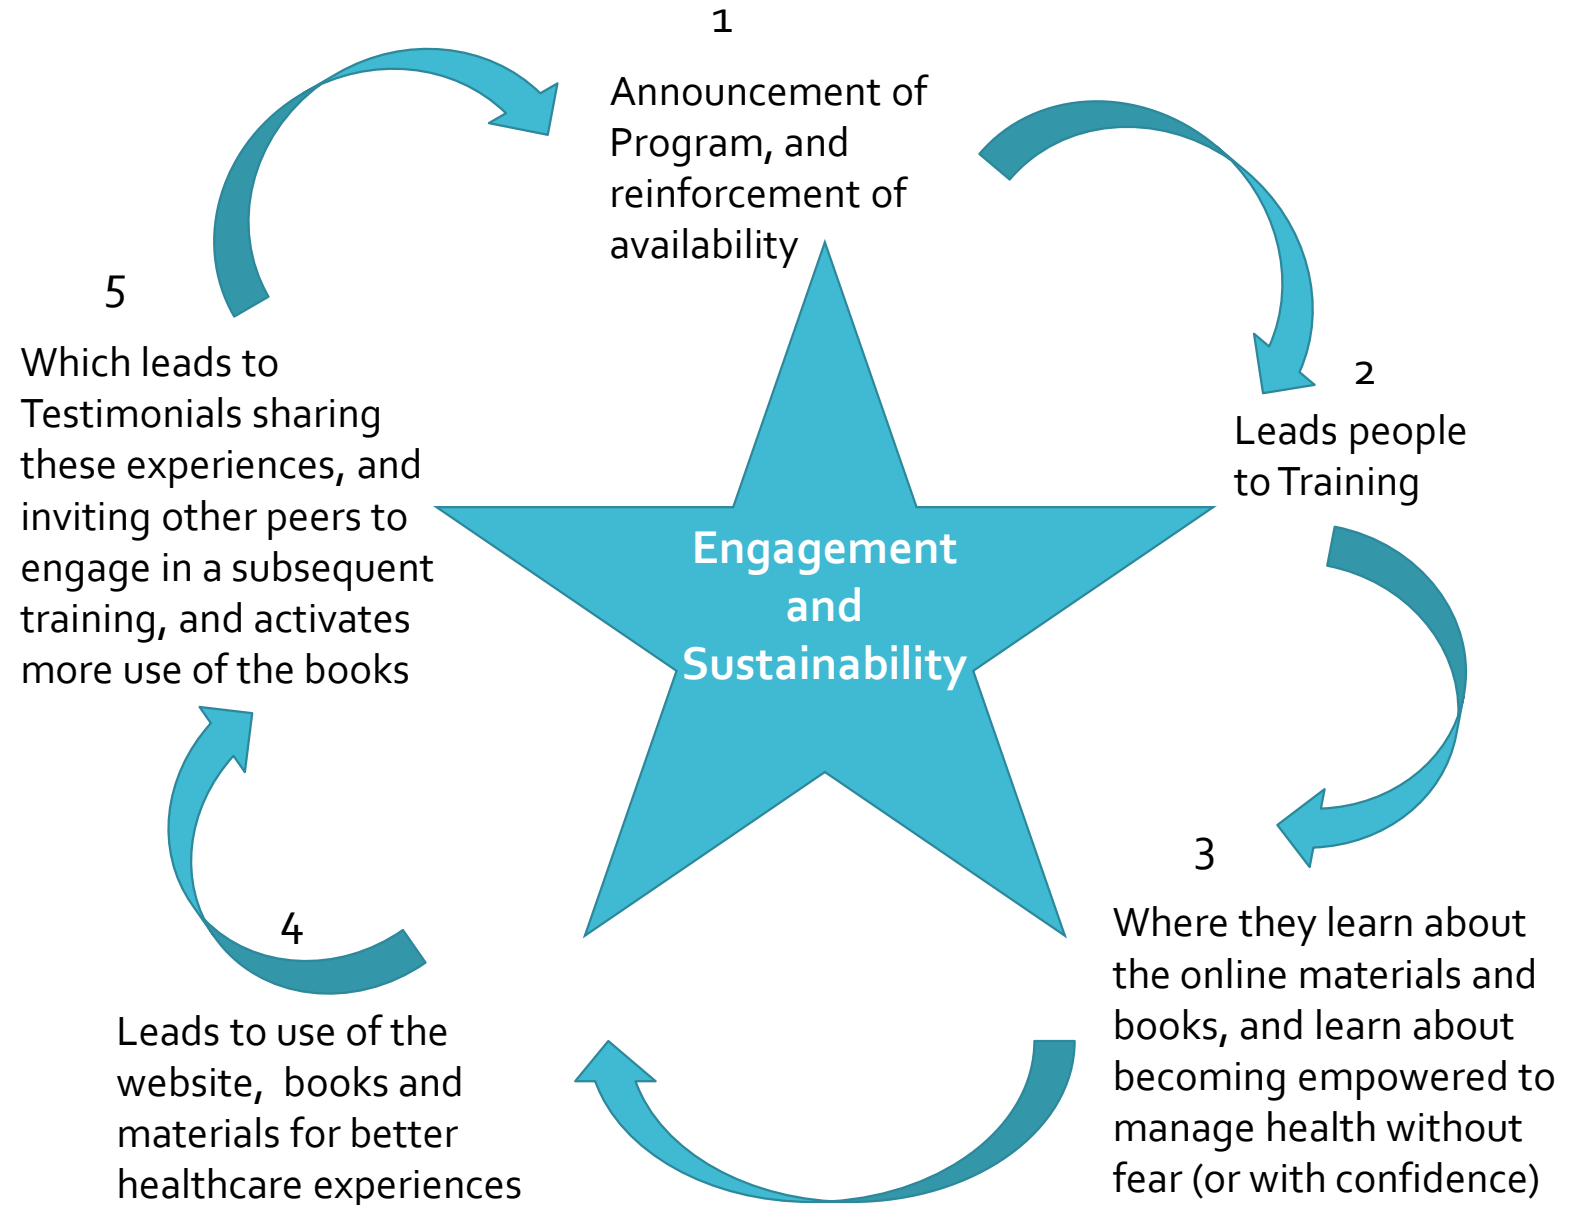 1
Announcement of
Program, and
reinforcement of
availability
2
Leads people
to Training
3
Where they learn about
the online materials and
books, and learn about
becoming empowered to
manage health without
fear (or with confidence)
4
Leads to use of the
website,  books and
materials for better
healthcare experiences
5
Which leads to
Testimonials sharing
these experiences, and
inviting other peers to
engage in a subsequent
training, and activates
more use of the books
Engagement
and
Sustainability